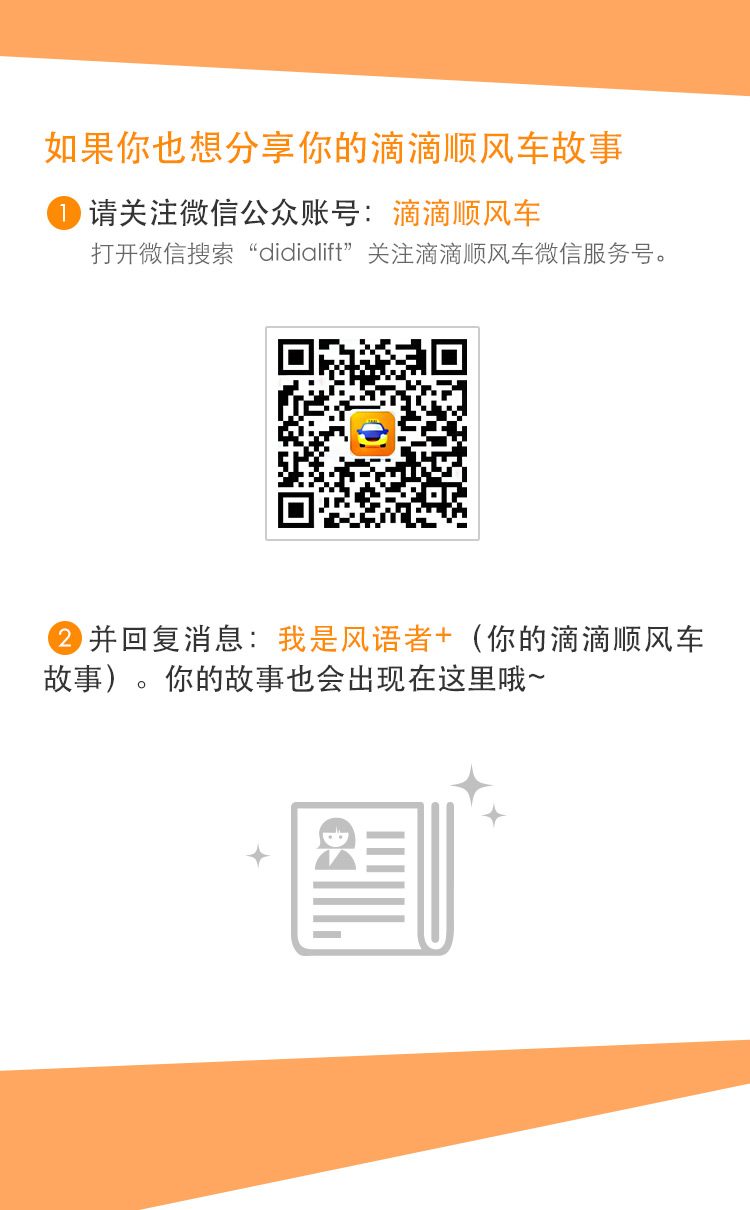 如果你也想分享你的滴滴顺风车故事
1 请关注微信公众账号：滴滴顺风车
打开微信搜索“didialift”关注滴滴顺风车微信服务号。
2 并回复消息：我是风语者+（你的滴滴顺风车
故事）。你的故事也会出现在这里哦~